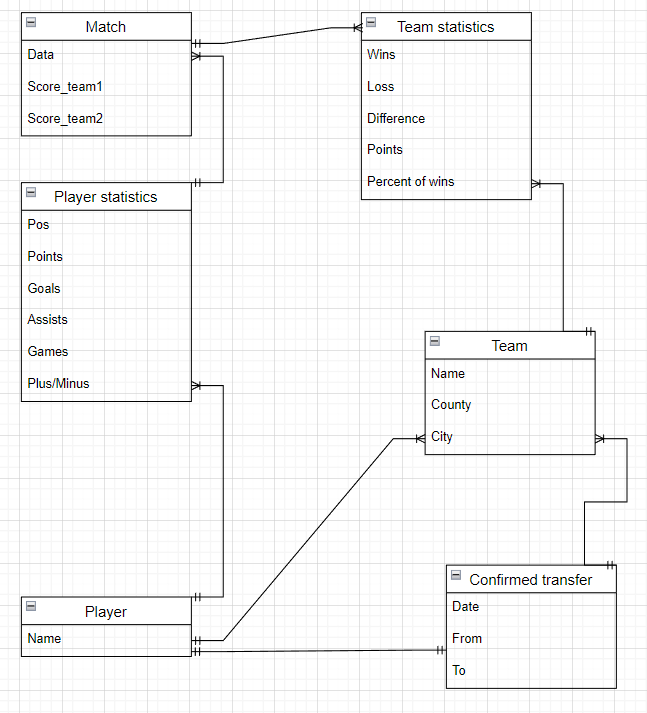 Match
Data
Score_team1
Score_team2
Team statistics
Wins
Loss
Difference
Points
Percent of wins
Player statistics
Pos
Points
Goals
Assists
Games
Plus/Minus
Team
Name
County
City
Player
Name
Confirmed transfer
Date
From
To